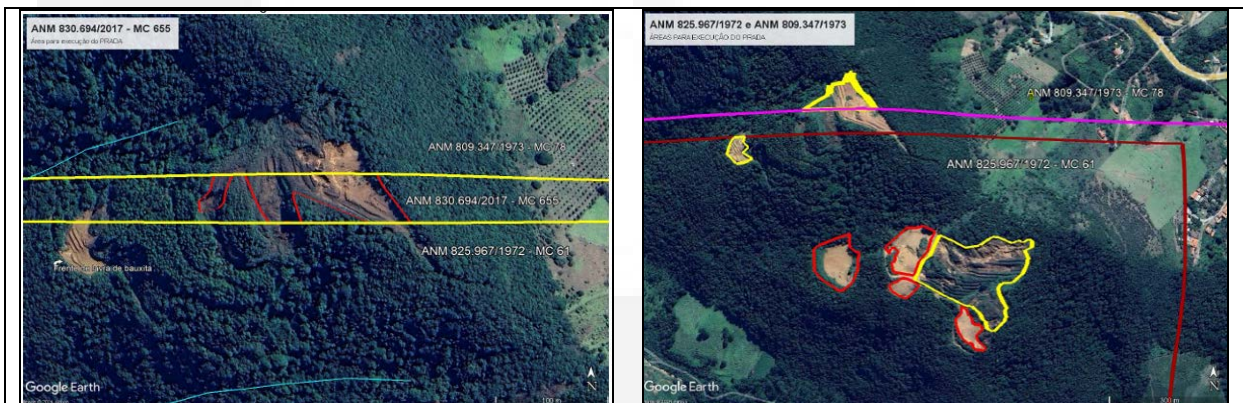 ANM 830.694/2017 - MC 655
Área para execução do PRADA
ANM 809.347/1973 - MC 78
ANM 830.694/2017 - MC 655
ANM 825.967/1972 - MC 61
Frente de lavra de bauxita
Google Earth
100 m
N
ANM 825.967/1972 e ANM 809.347/1973
ÁREAS PARA EXECUÇÃO DO PRADA
ANM 809.347/1973 - MC 78
ANM 825.967/1972 - MC 61
Google Earth
300 m
N